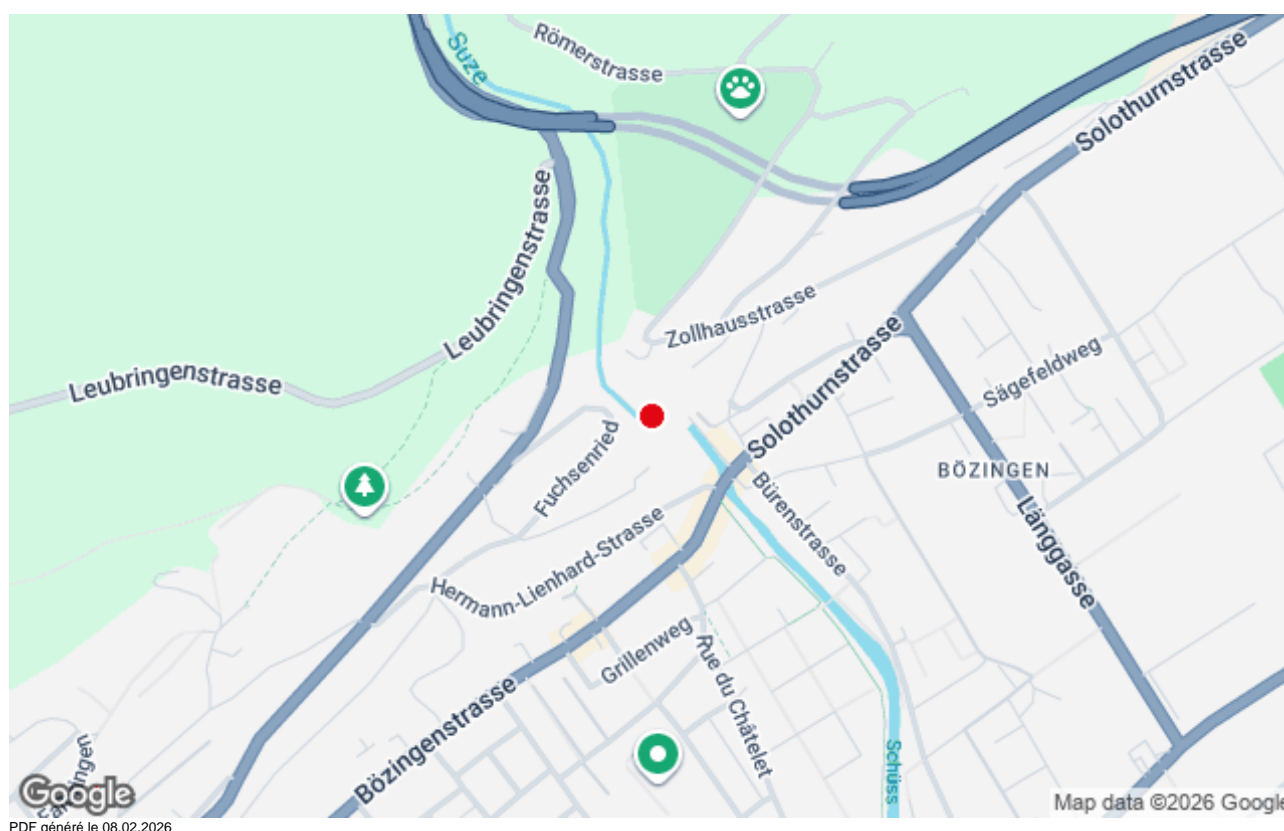 Suze
Römerstrasse
Solothurnstrasse
Leubringenstrasse
Leubringenstrasse
Zollhausstrasse
Solothurnstrasse
Sägefeldweg
BÖZINGEN
Fuchsenried
Bürenstrasse
Länggasse
Hermann-Lienhard-Strasse
Grillenweg
Rue du Châtelet
Bözingenstrasse
Schüss
Google
Map data ©2026 Google
PDF généré le 08.02.2026